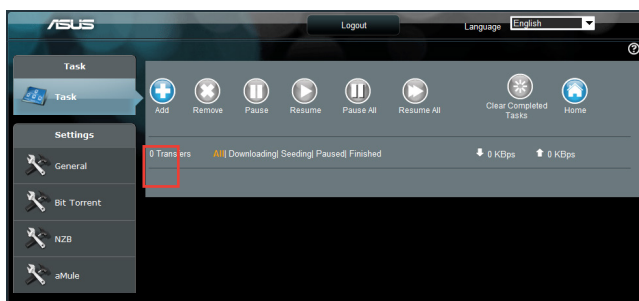 ASUS
Logout
Language English
?
Task
Task
Add Remove Pause Resume Pause All Resume All Clear Completed Tasks Home
0 Transfers All| Downloading| Seeding| Paused| Finished 0 KBps 0 KBps
Settings
General
Bit Torrent
NZB
aMule